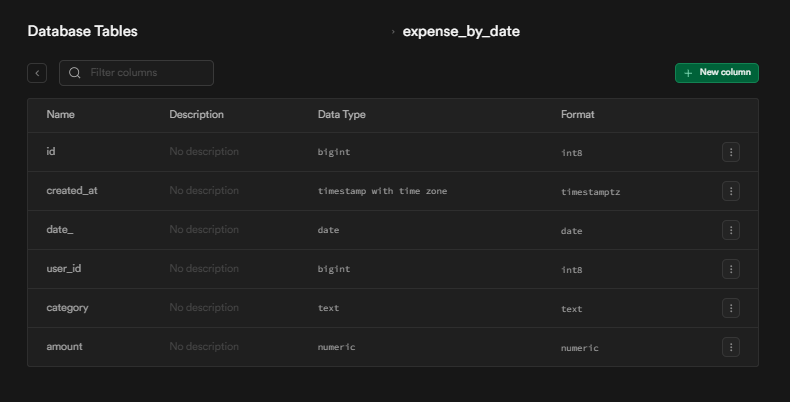 Database Tables › expense_by_date
Filter columns
New column
Name Description Data Type Format
id No description bigint int8
created_at No description timestamp with time zone timestamptz
date_ No description date date
user_id No description bigint int8
category No description text text
amount No description numeric numeric